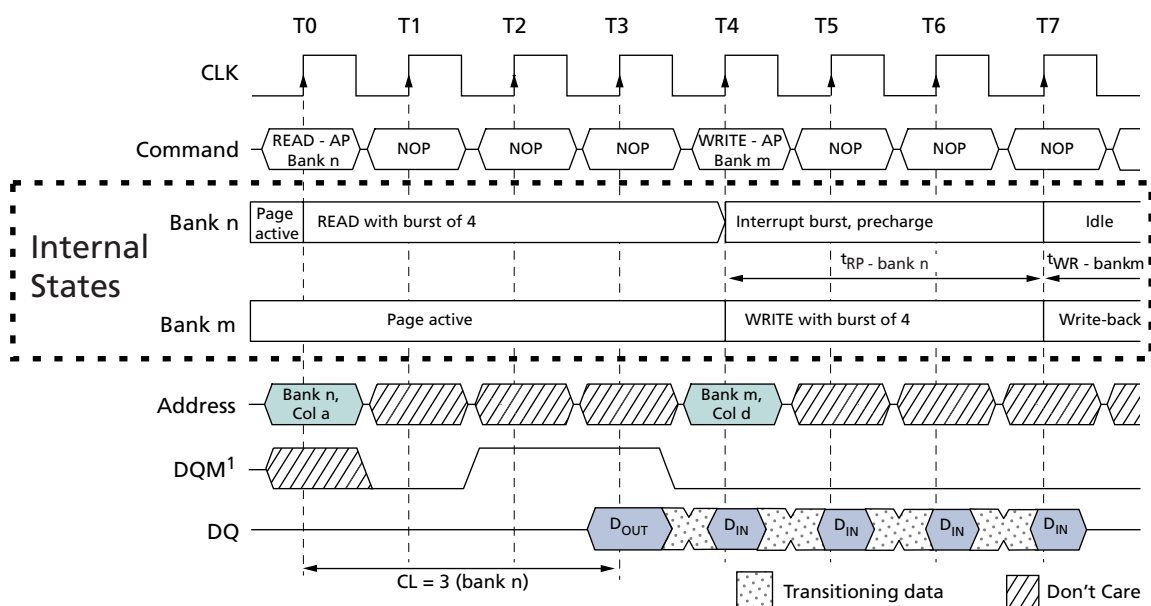 T0 T1 T2 T3 T4 T5 T6 T7
CLK
Command READ - AP Bank n NOP NOP NOP WRITE - AP Bank m NOP NOP NOP
Internal States
Bank n Page active READ with burst of 4 Interrupt burst, precharge Idle
tRP - bank n tWR - bankm
Bank m Page active WRITE with burst of 4 Write-back
Address Bank n, Col a Bank m, Col d
DQM1
DQ DOUT DIN DIN DIN DIN
CL = 3 (bank n)
Transitioning data Don't Care